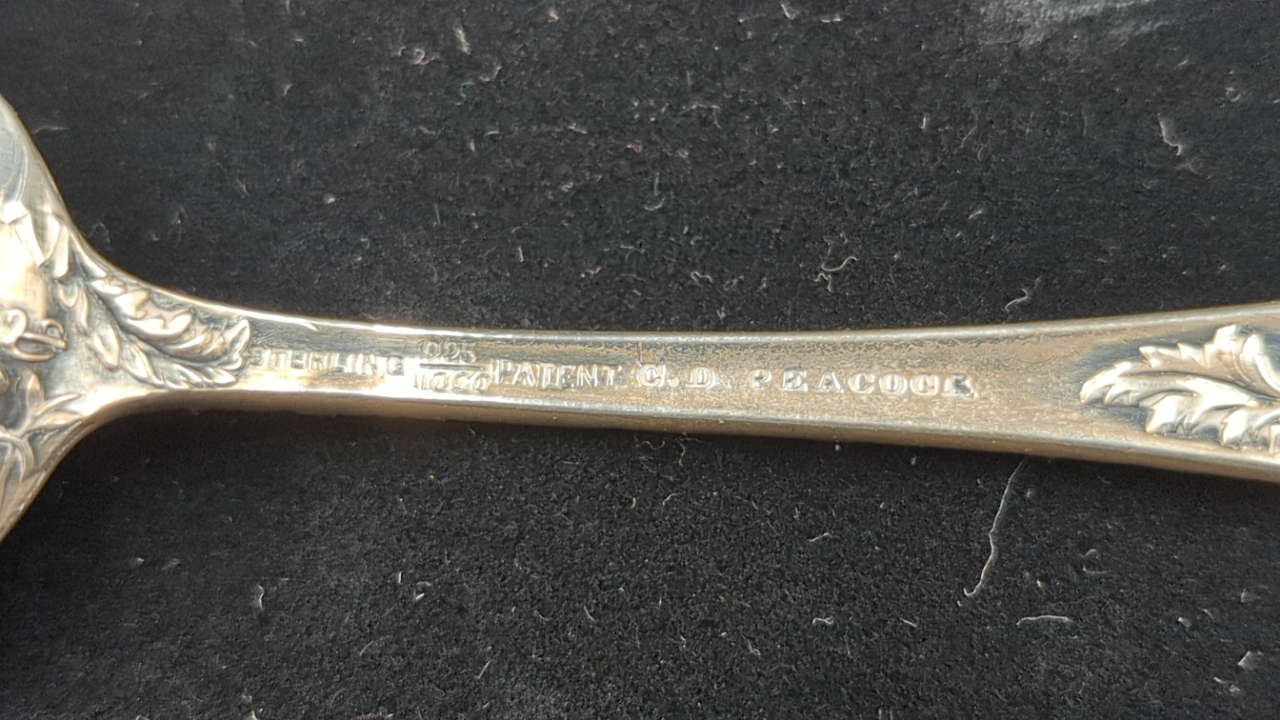 STERLING 925/1000 PATENT C. D. PEACOCK